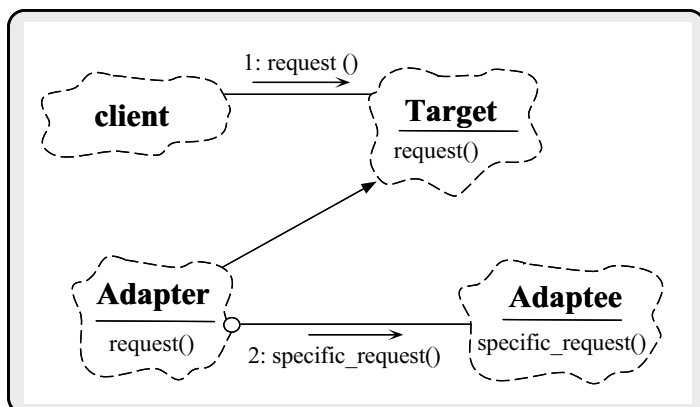 1: request ()
client
Target
request()
Adapter
request()
Adaptee
specific_request()
2: specific_request()